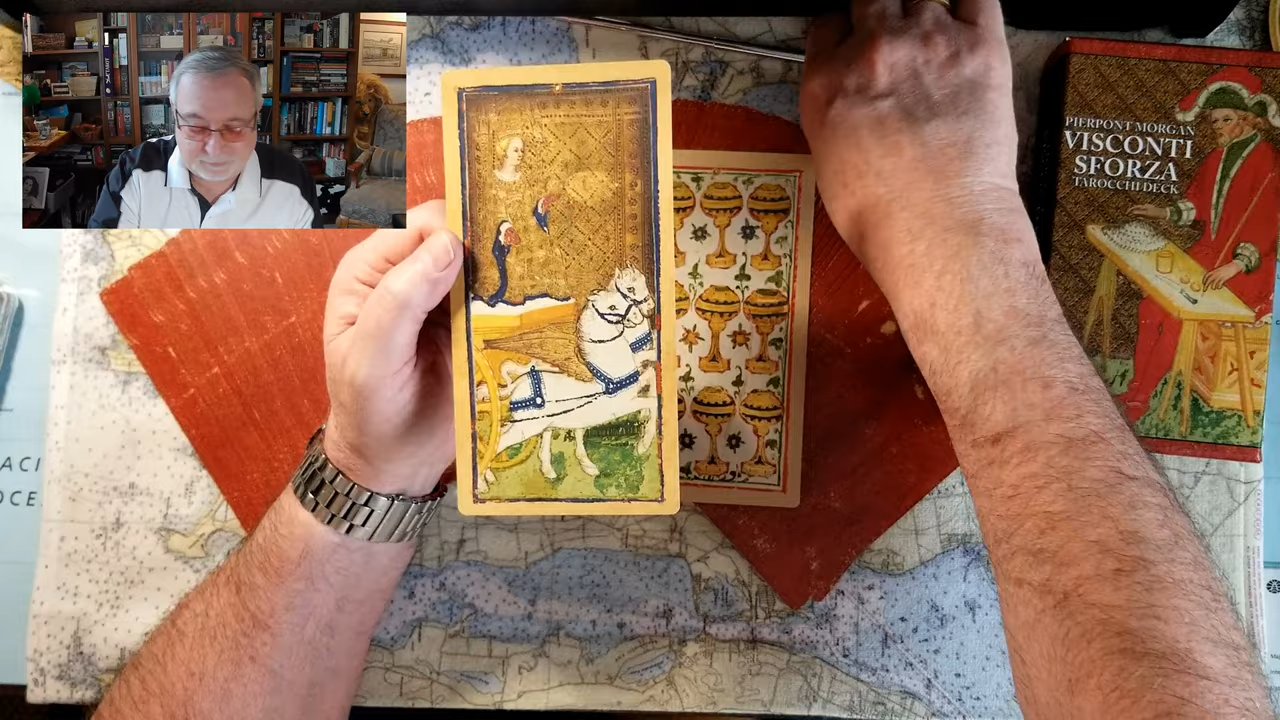 PIERPONT MORGAN
VISCONTI
SFORZA
TAROCCHI DECK
ACI
OCE